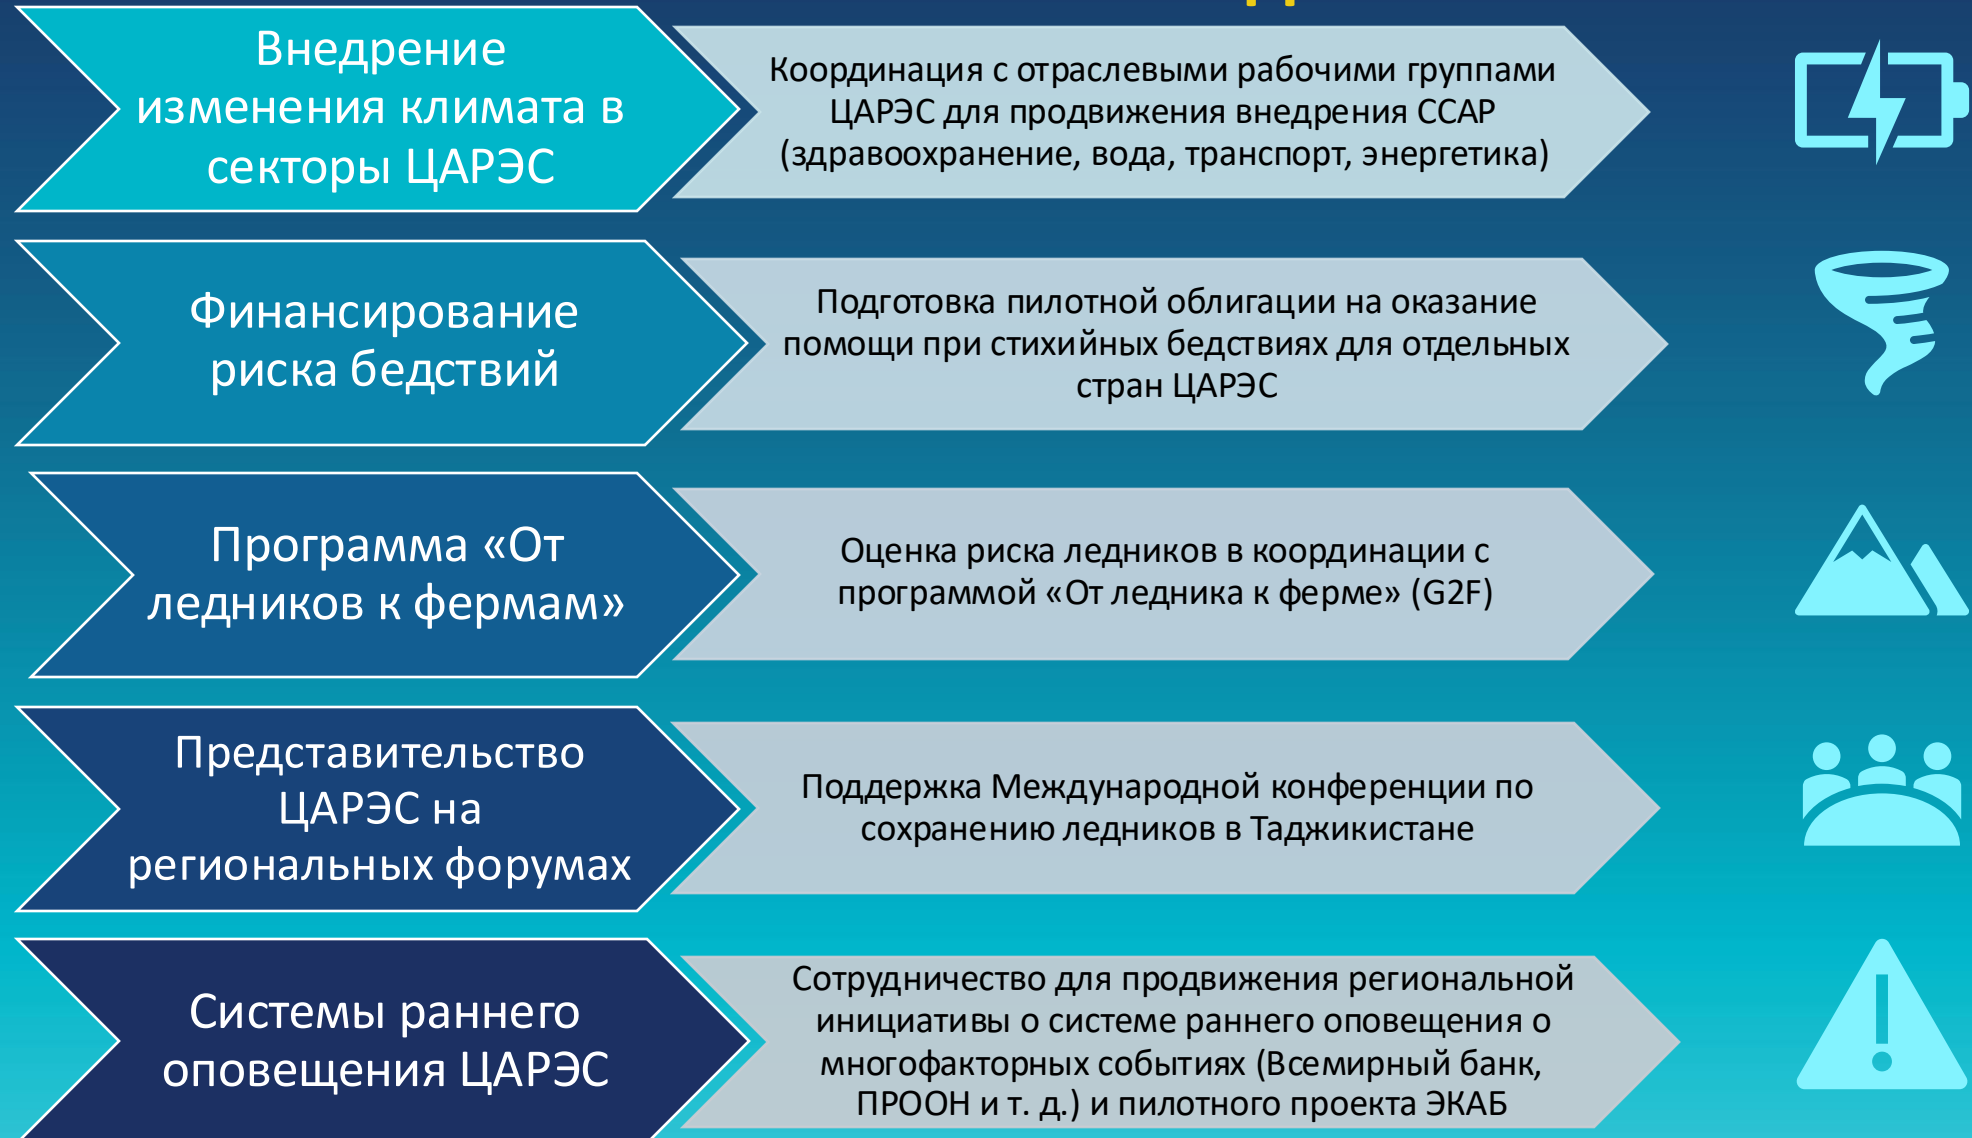 Внедрение
изменения климата в
секторы ЦАРЭС
Координация с отраслевыми рабочими группами
ЦАРЭС для продвижения внедрения ССАР
(здравоохранение, вода, транспорт, энергетика)
Финансирование
риска бедствий
Подготовка пилотной облигации на оказание
помощи при стихийных бедствиях для отдельных
стран ЦАРЭС
Программа «От
ледников к фермам»
Оценка риска ледников в координации с
программой «От ледника к ферме» (G2F)
Представительство
ЦАРЭС на
региональных форумах
Поддержка Международной конференции по
сохранению ледников в Таджикистане
Системы раннего
оповещения ЦАРЭС
Сотрудничество для продвижения региональной
инициативы о системе раннего оповещения о
многофакторных событиях (Всемирный банк,
ПРООН и т. д.) и пилотного проекта ЭКАБ